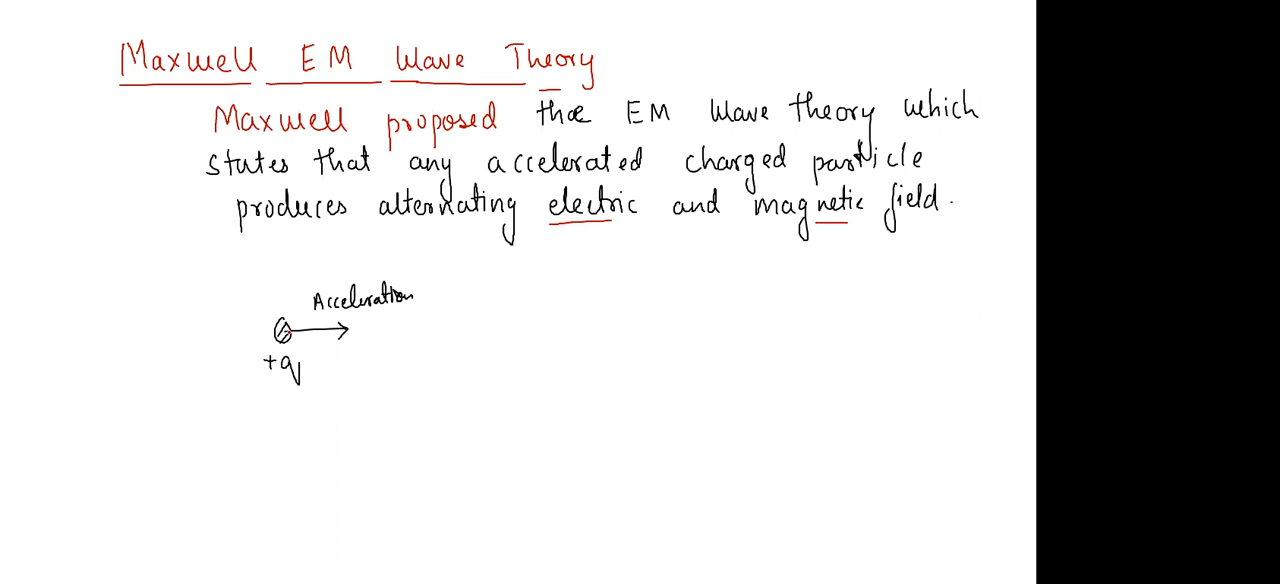 Maxwell EM Wave Theory
Maxwell proposed the EM Wave theory which
states that any accelerated charged particle
produces alternating electric and magnetic field.
Acceleration
+q